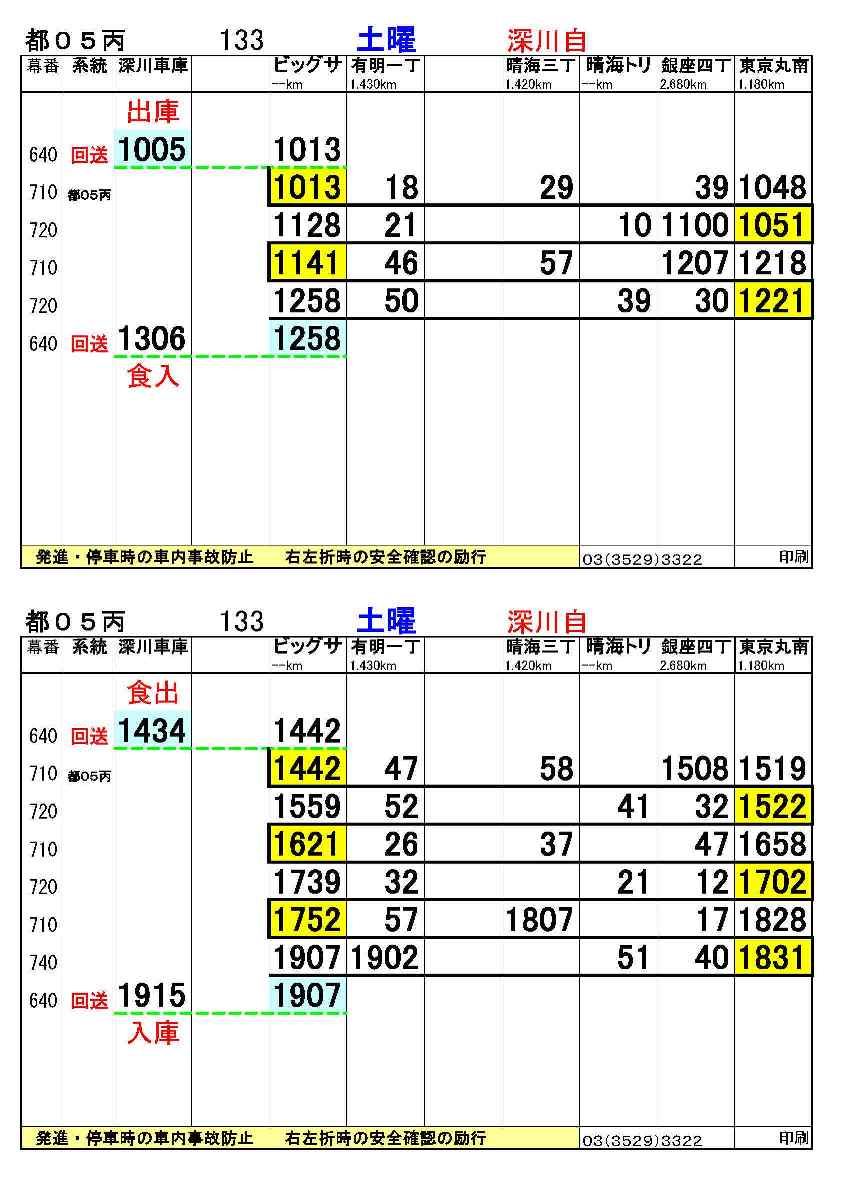 都０５丙 133 土曜 深川自
幕番 系統 深川車庫 ビッグサ 有明一丁 晴海三丁 晴海トリ 銀座四丁 東京丸南
--km 1.430km 1.420km --km 2.680km 1.180km
出庫
640 回送 1005 1013
710 都05丙 1013 18 29 39 1048
720 1128 21 10 1100 1051
710 1141 46 57 1207 1218
720 1258 50 39 30 1221
640 回送 1306 1258
食入
発進・停車時の車内事故防止 右左折時の安全確認の励行 03(3529)3322 印刷
都０５丙 133 土曜 深川自
幕番 系統 深川車庫 ビッグサ 有明一丁 晴海三丁 晴海トリ 銀座四丁 東京丸南
--km 1.430km 1.420km --km 2.680km 1.180km
食出
640 回送 1434 1442
710 都05丙 1442 47 58 1508 1519
720 1559 52 41 32 1522
710 1621 26 37 47 1658
720 1739 32 21 12 1702
710 1752 57 1807 17 1828
740 1907 1902 51 40 1831
640 回送 1915 1907
入庫
発進・停車時の車内事故防止 右左折時の安全確認の励行 03(3529)3322 印刷